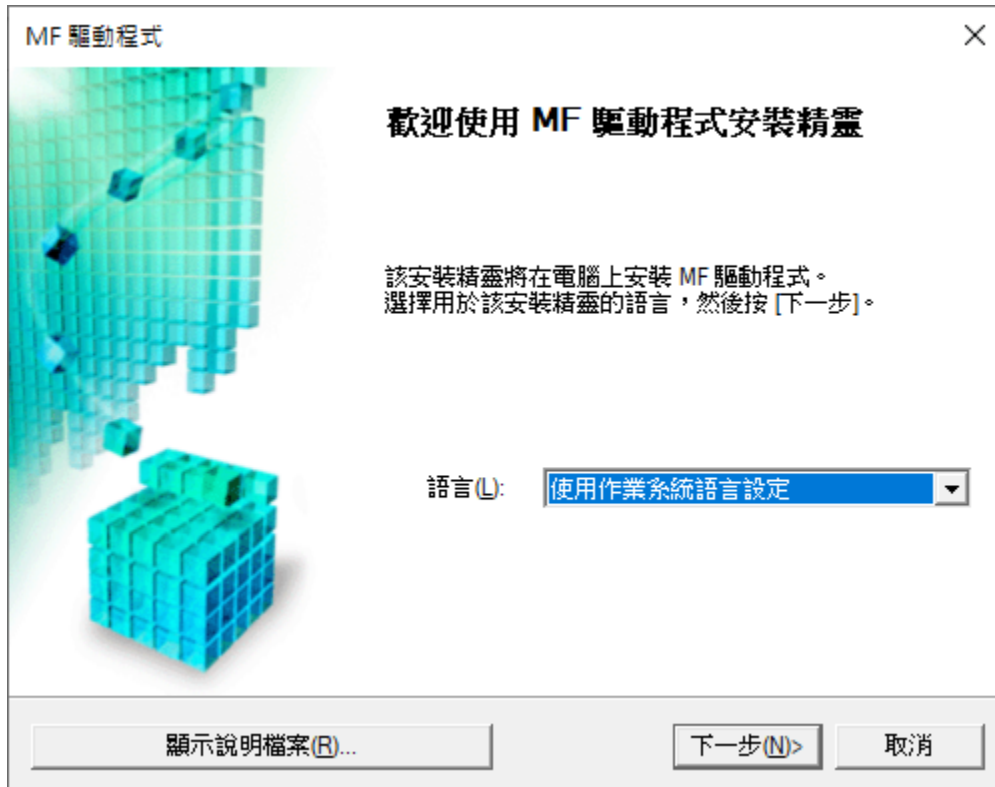 MF 驅動程式
歡迎使用 MF 驅動程式安裝精靈
該安裝精靈將在電腦上安裝 MF 驅動程式。
選擇用於該安裝精靈的語言，然後按 [下一步]。
語言(L): 使用作業系統語言設定
顯示說明檔案(R)... 下一步(N)> 取消